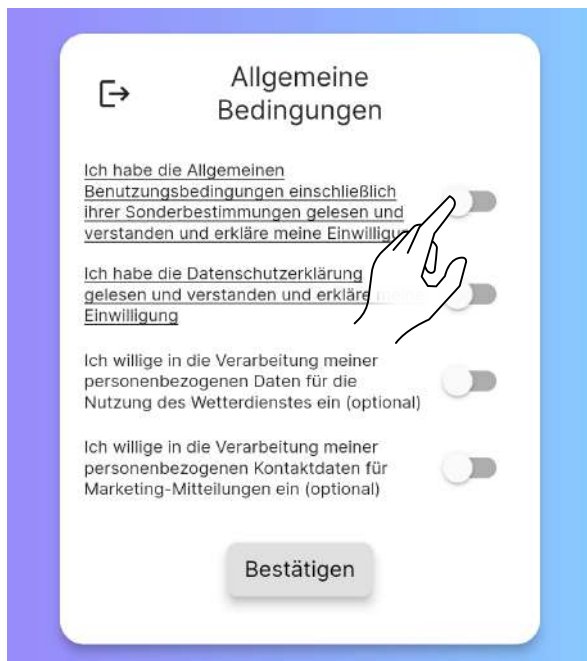 Allgemeine
Bedingungen
Ich habe die Allgemeinen
Benutzungsbedingungen einschließlich
ihrer Sonderbestimmungen gelesen und
verstanden und erkläre meine
Ich habe die Datenschutzerklärung
gelesen und verstanden und erkläre meine
Einwilligung
Ich willige in die Verarbeitung meiner
personenbezogenen Daten für die
Nutzung des Wetterdienstes ein (optional)
Ich willige in die Verarbeitung meiner
personenbezogenen Kontaktdaten für
Marketing-Mitteilungen ein (optional)
Bestätigen